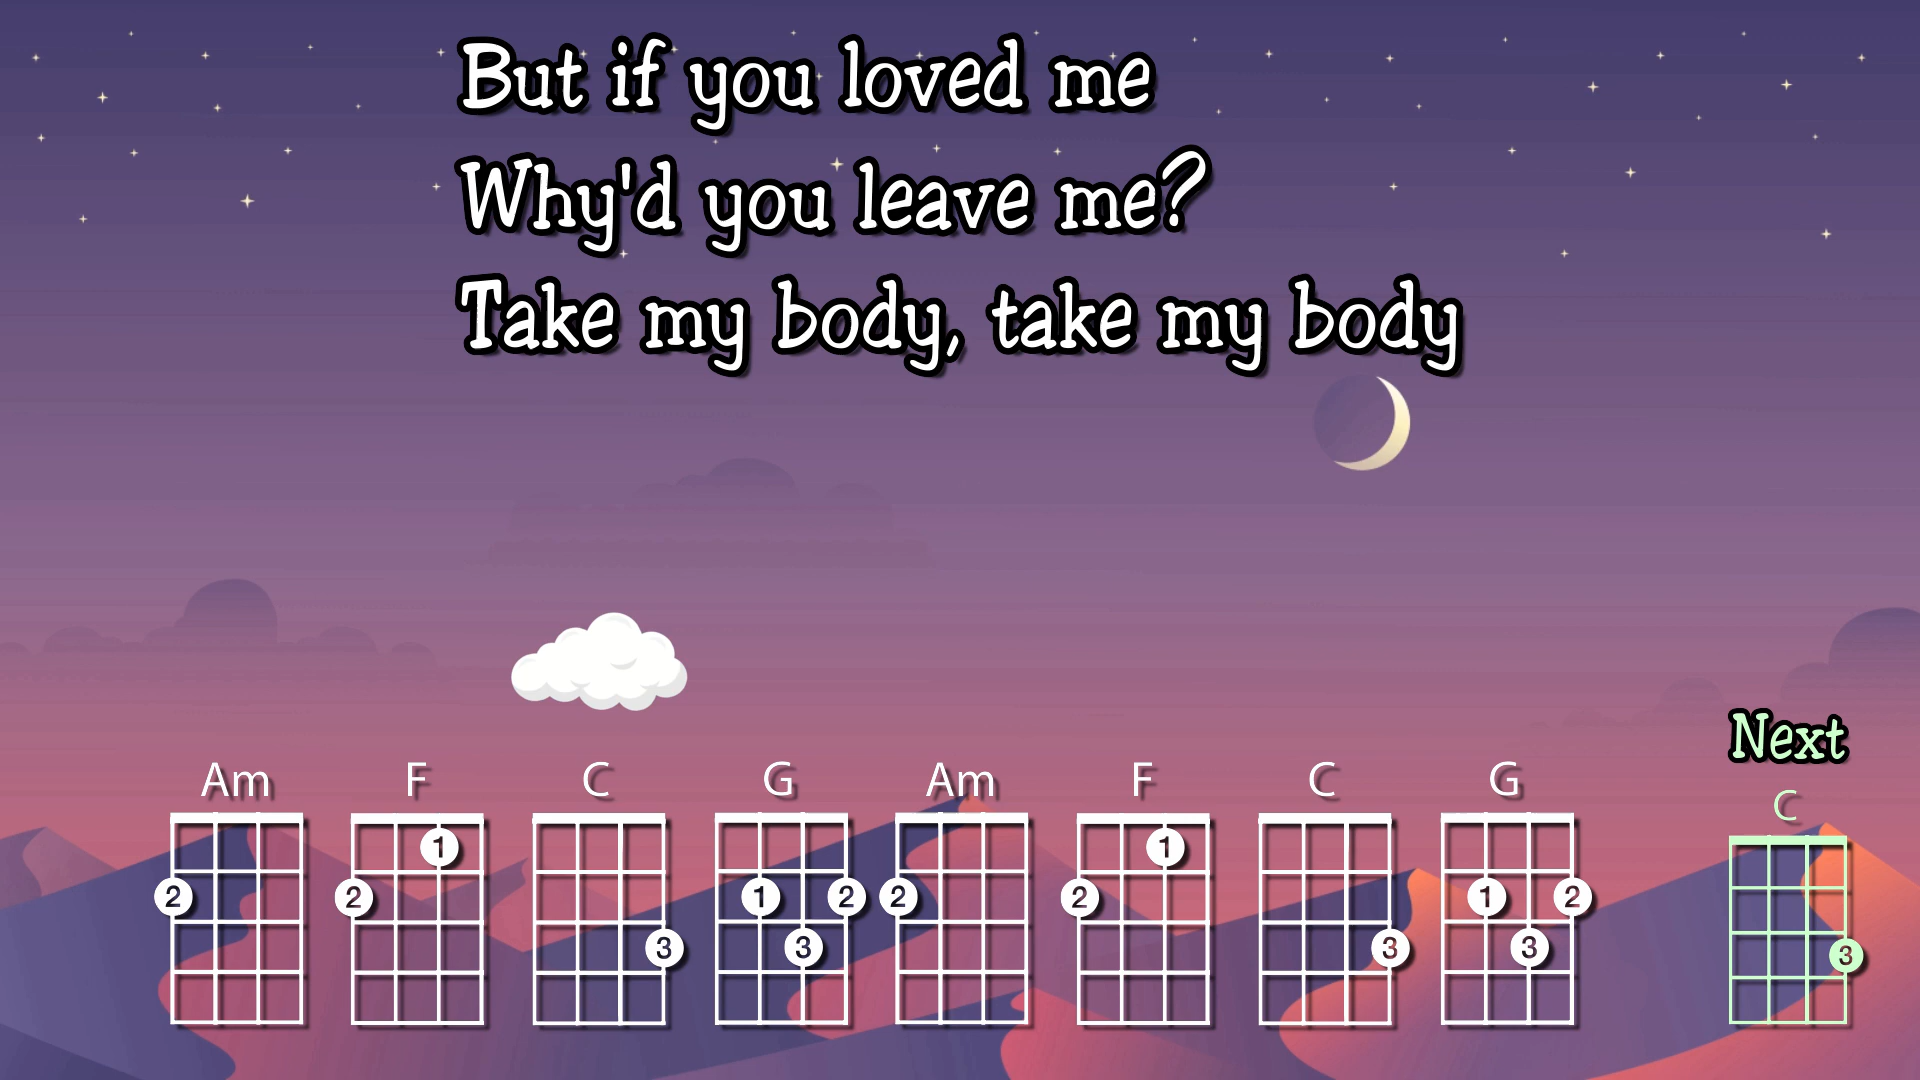 But if you loved me
Why'd you leave me?
Take my body, take my body
Next
Am F C G Am F C G C
1 1 1 2 1 1 2
2 2 2 2
3 3 3 3 3